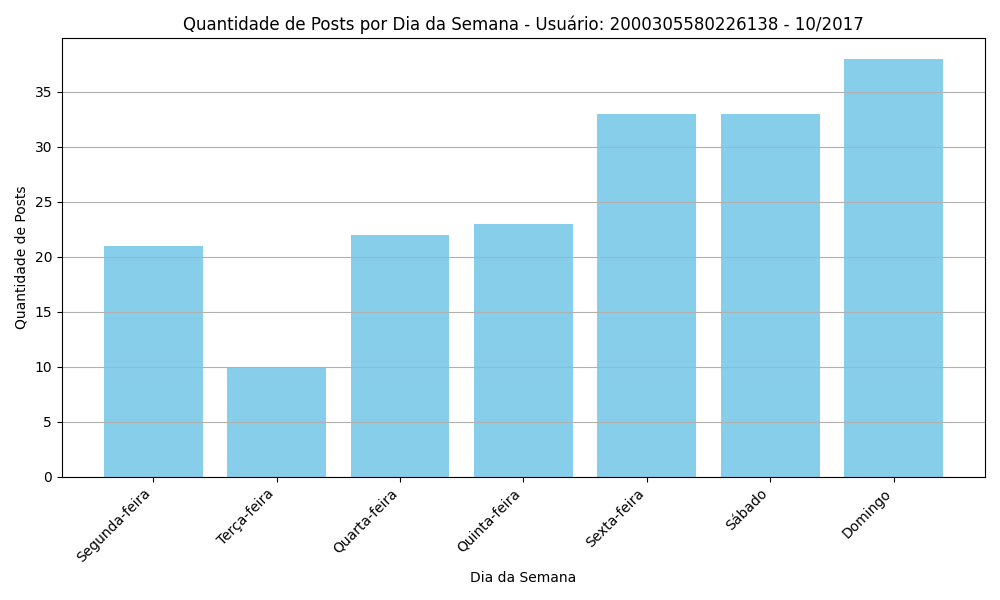 Quantidade de Posts por Dia da Semana - Usuário: 2000305580226138 - 10/2017
Quantidade de Posts
35
30
25
20
15
10
5
0
Segunda-feira
Terça-feira
Quarta-feira
Quinta-feira
Sexta-feira
Sábado
Domingo
Dia da Semana